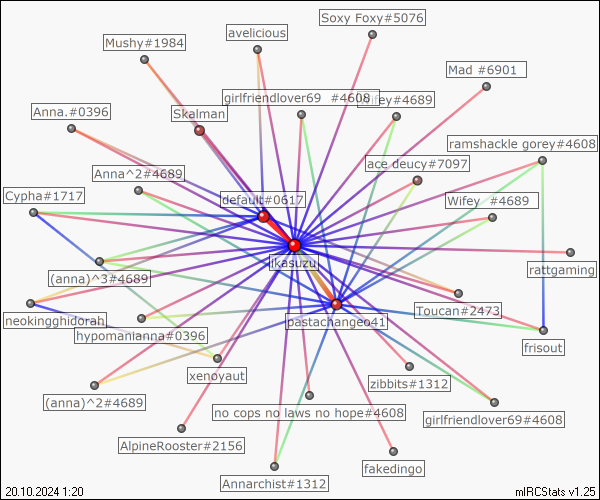 Soxy Foxy#5076
avelicious
Mushy#1984
Mad #6901
girlfriendlover69 #4608
Wifey#4689
Anna.#0396
Skalman
ramshackle gorey#4608
ace deucy#7097
Anna^2#4689
Cypha#1717
default#0617
Wifey #4689
ikasuzu
rattgaming
(anna)^3#4689
Toucan#2473
neokingghidorah
pastachangeo41
hypomanianna#0396
frisout
xenoyaut
zibbits#1312
(anna)^2#4689
no cops no laws no hope#4608
girlfriendlover69#4608
AlpineRooster#2156
fakedingo
Annarchist#1312
20.10.2024 1:20
mIRCStats v1.25